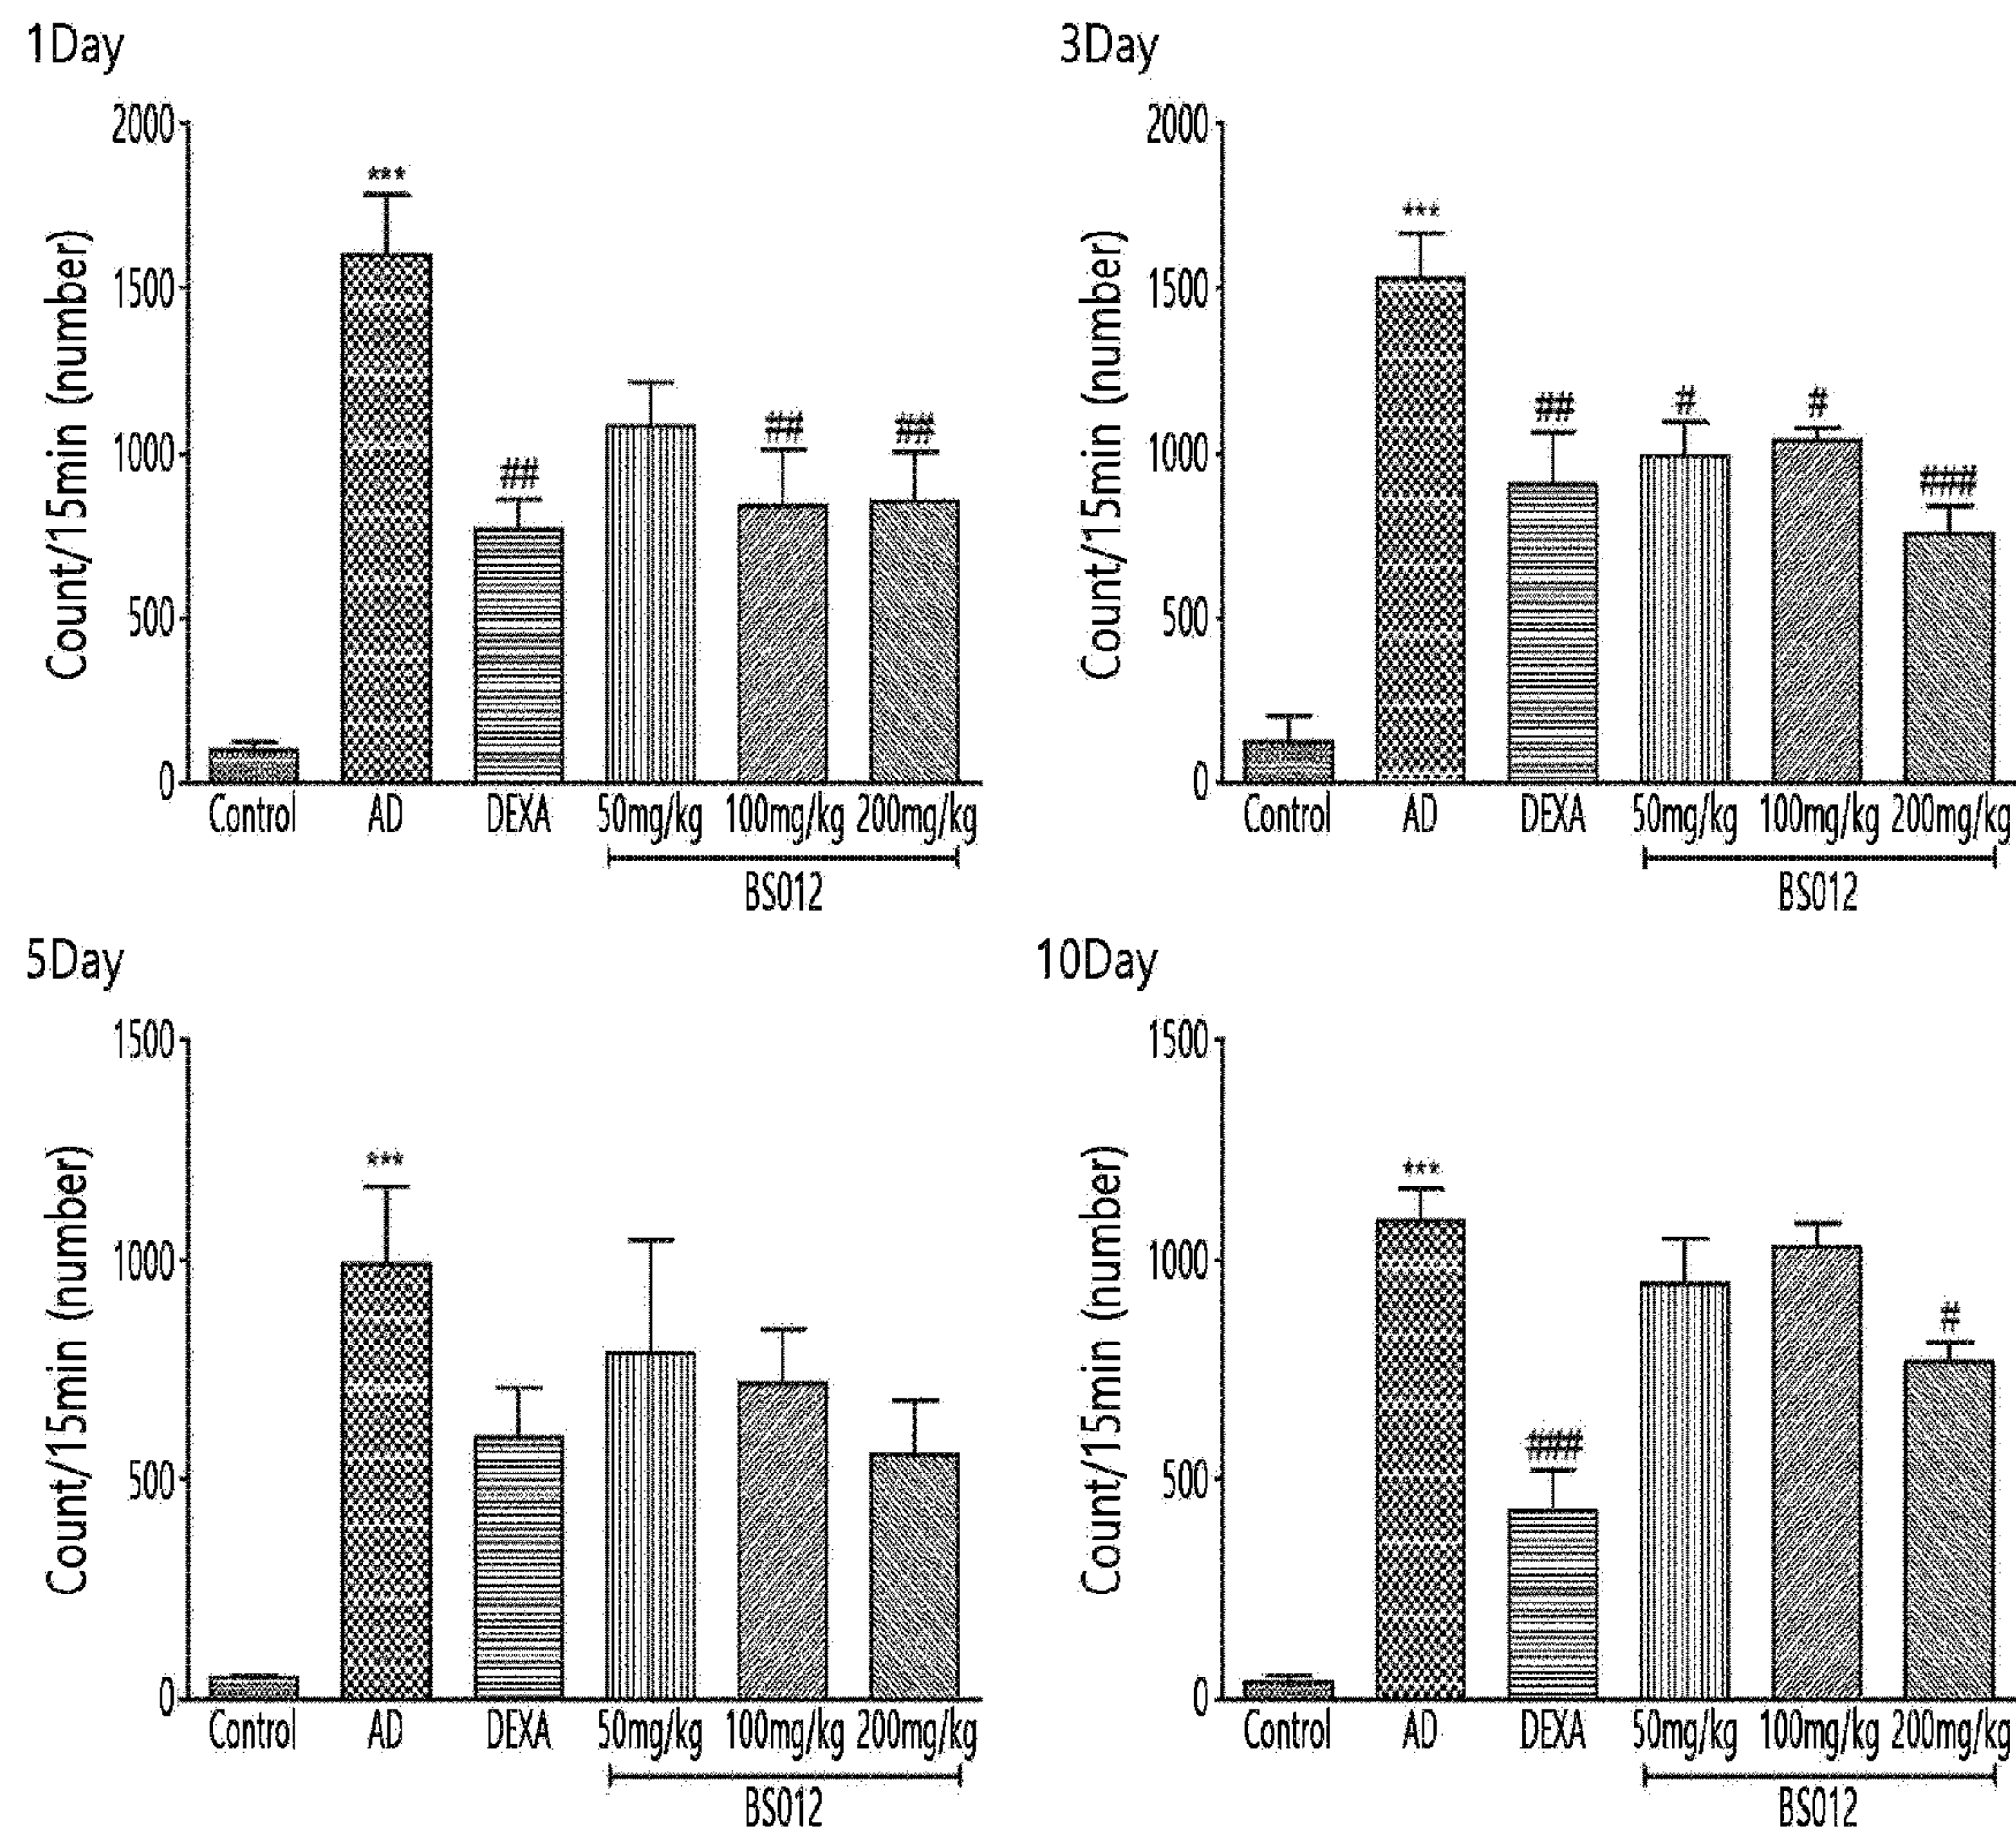 1Day
2000
1500
1000
500
0
Count/15min (number)
***
##
##
##
Control AD DEXA 50mg/kg 100mg/kg 200mg/kg
BS012
3Day
2000
1500
1000
500
0
Count/15min (number)
***
##
#
#
###
Control AD DEXA 50mg/kg 100mg/kg 200mg/kg
BS012
5Day
1500
1000
500
0
Count/15min (number)
***
Control AD DEXA 50mg/kg 100mg/kg 200mg/kg
BS012
10Day
1500
1000
500
0
Count/15min (number)
***
###
#
Control AD DEXA 50mg/kg 100mg/kg 200mg/kg
BS012